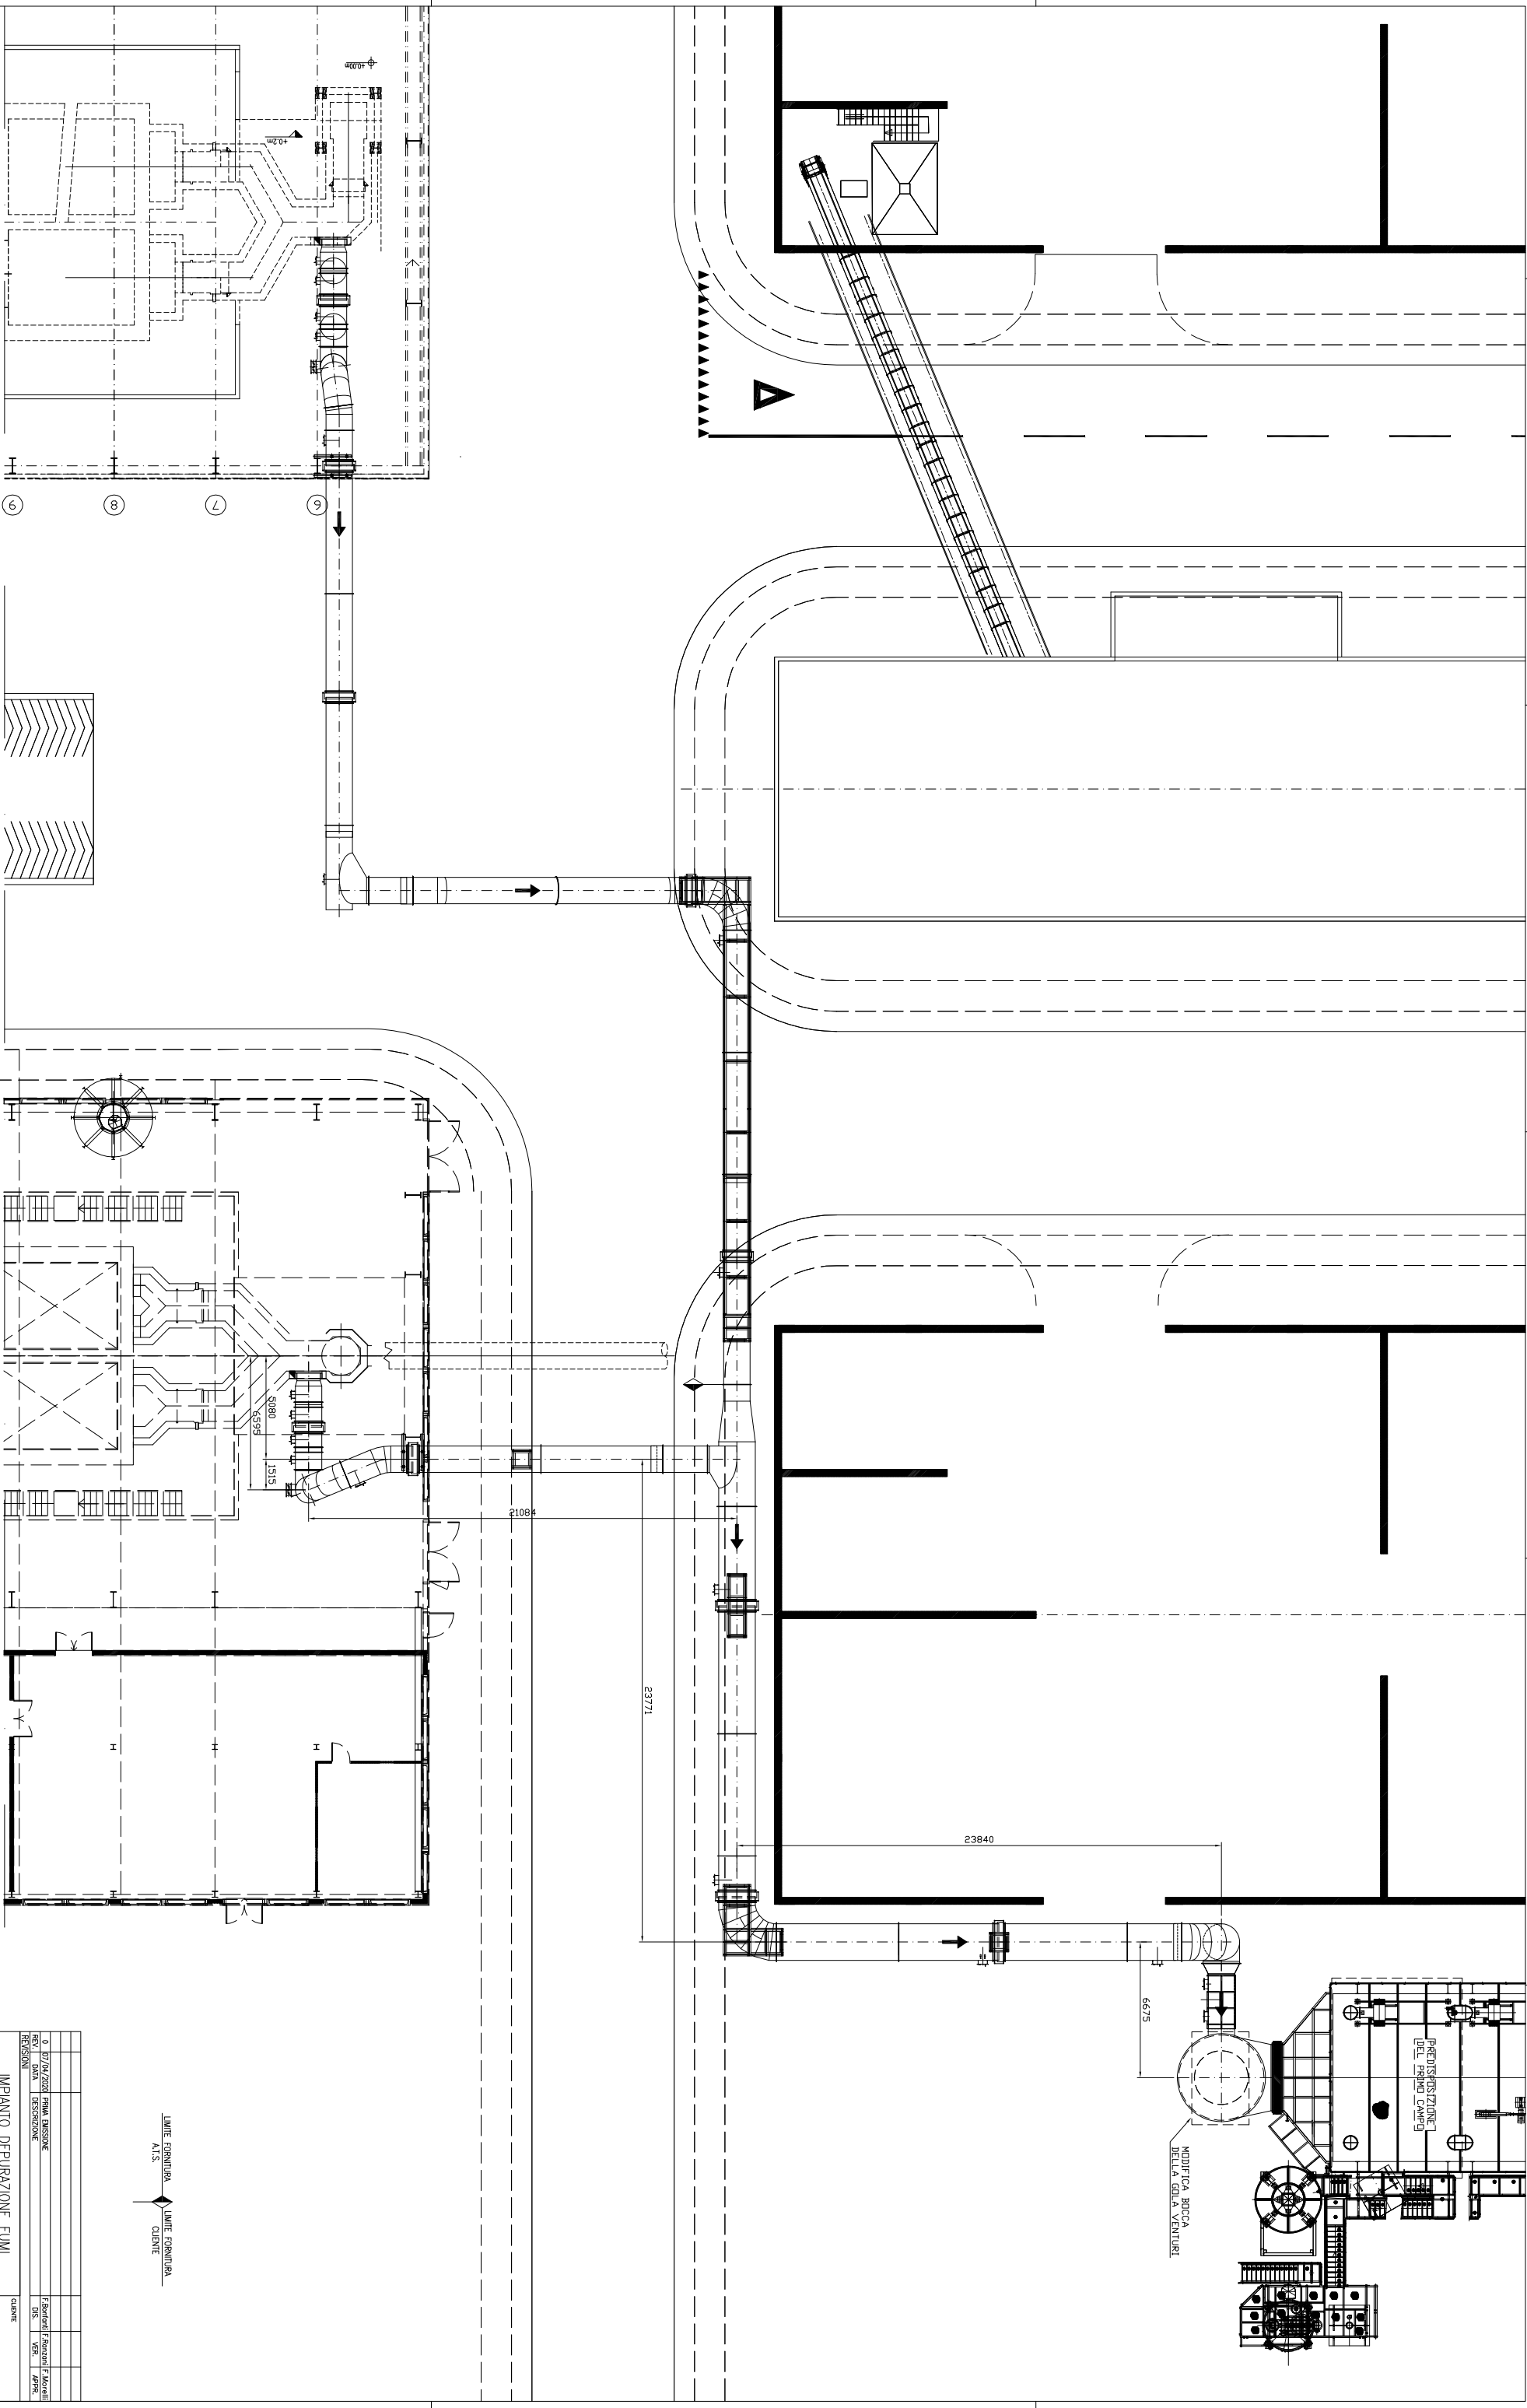 +0.00m
+0.2m
9
8
7
6
5080
6595
1515
21084
23771
23840
6675
PREDISPOSIZIONE
DEL PRIMO CAMPO
MODIFICA BOCCA
DELLA GOLA VENTURI
LIMITE FORNITURA
A.T.S.
LIMITE FORNITURA
CLIENTE
0 07/04/2020 PRIMA EMISSIONE F.Bonfanti F.Ronzoni F.Morelli
REV. DATA DESCRIZIONE DIS. VER. APPR.
REVISIONI
IMPIANTO DEPURAZIONE FUMI
CLIENTE